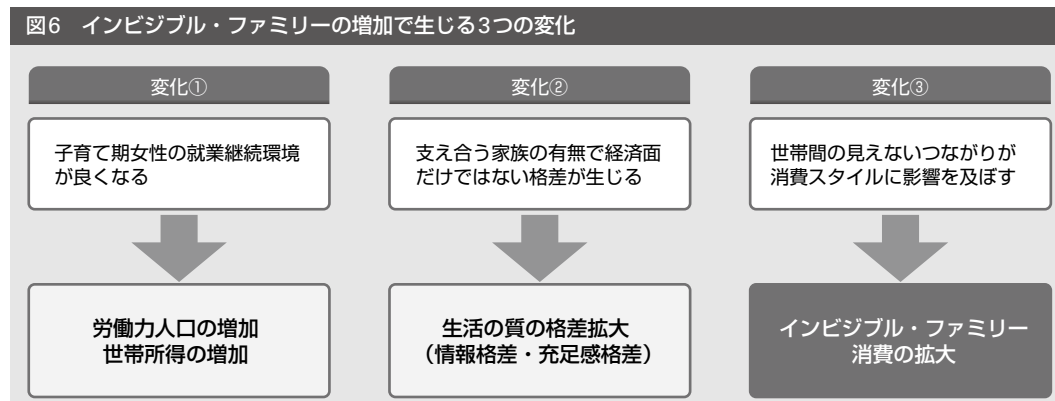 図6 インビジブル・ファミリーの増加で生じる3つの変化
変化①
子育て期女性の就業継続環境
が良くなる
労働力人口の増加
世帯所得の増加
変化②
支え合う家族の有無で経済面
だけではない格差が生じる
生活の質の格差拡大
（情報格差・充足感格差）
変化③
世帯間の見えないつながりが
消費スタイルに影響を及ぼす
インビジブル・ファミリー
消費の拡大